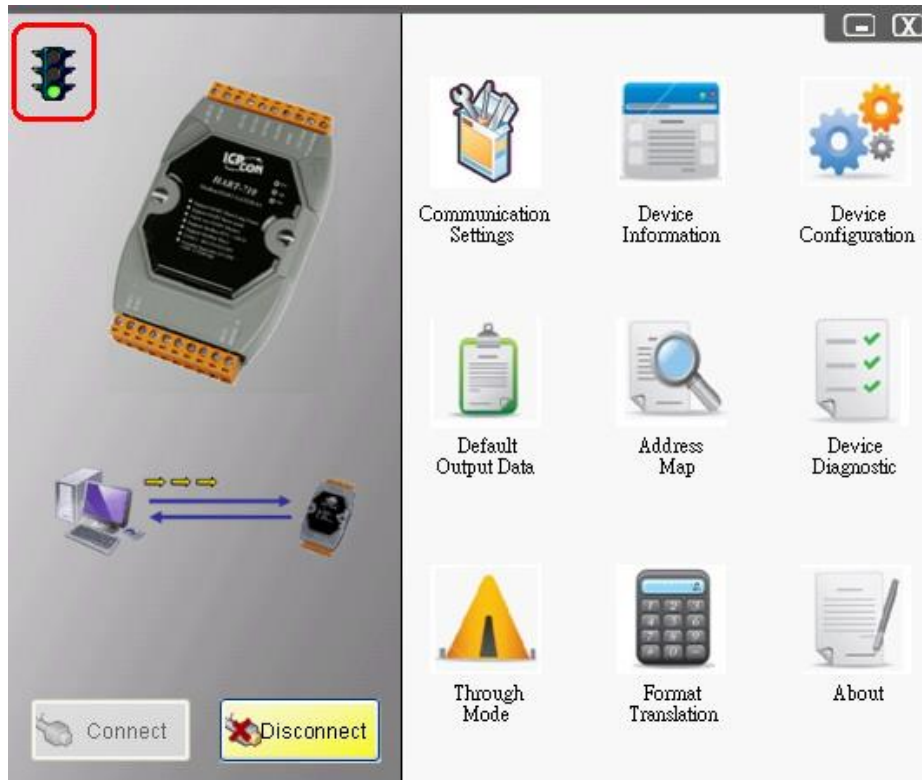 ICP
CON
HART-710
Communication
Settings
Device
Information
Device
Configuration
Default
Output Data
Address
Map
Device
Diagnostic
Through
Mode
Format
Translation
About
Connect
Disconnect